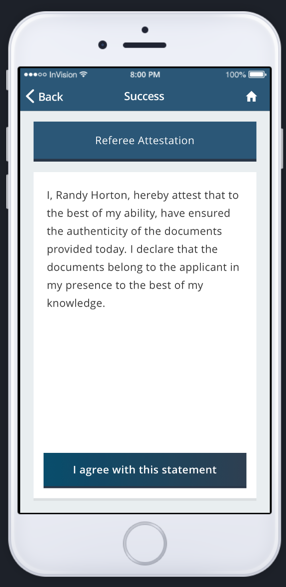 InVision 8:00 PM 100%
Back Success
Referee Attestation
I, Randy Horton, hereby attest that to
the best of my ability, have ensured
the authenticity of the documents
provided today. I declare that the
documents belong to the applicant in
my presence to the best of my
knowledge.
I agree with this statement